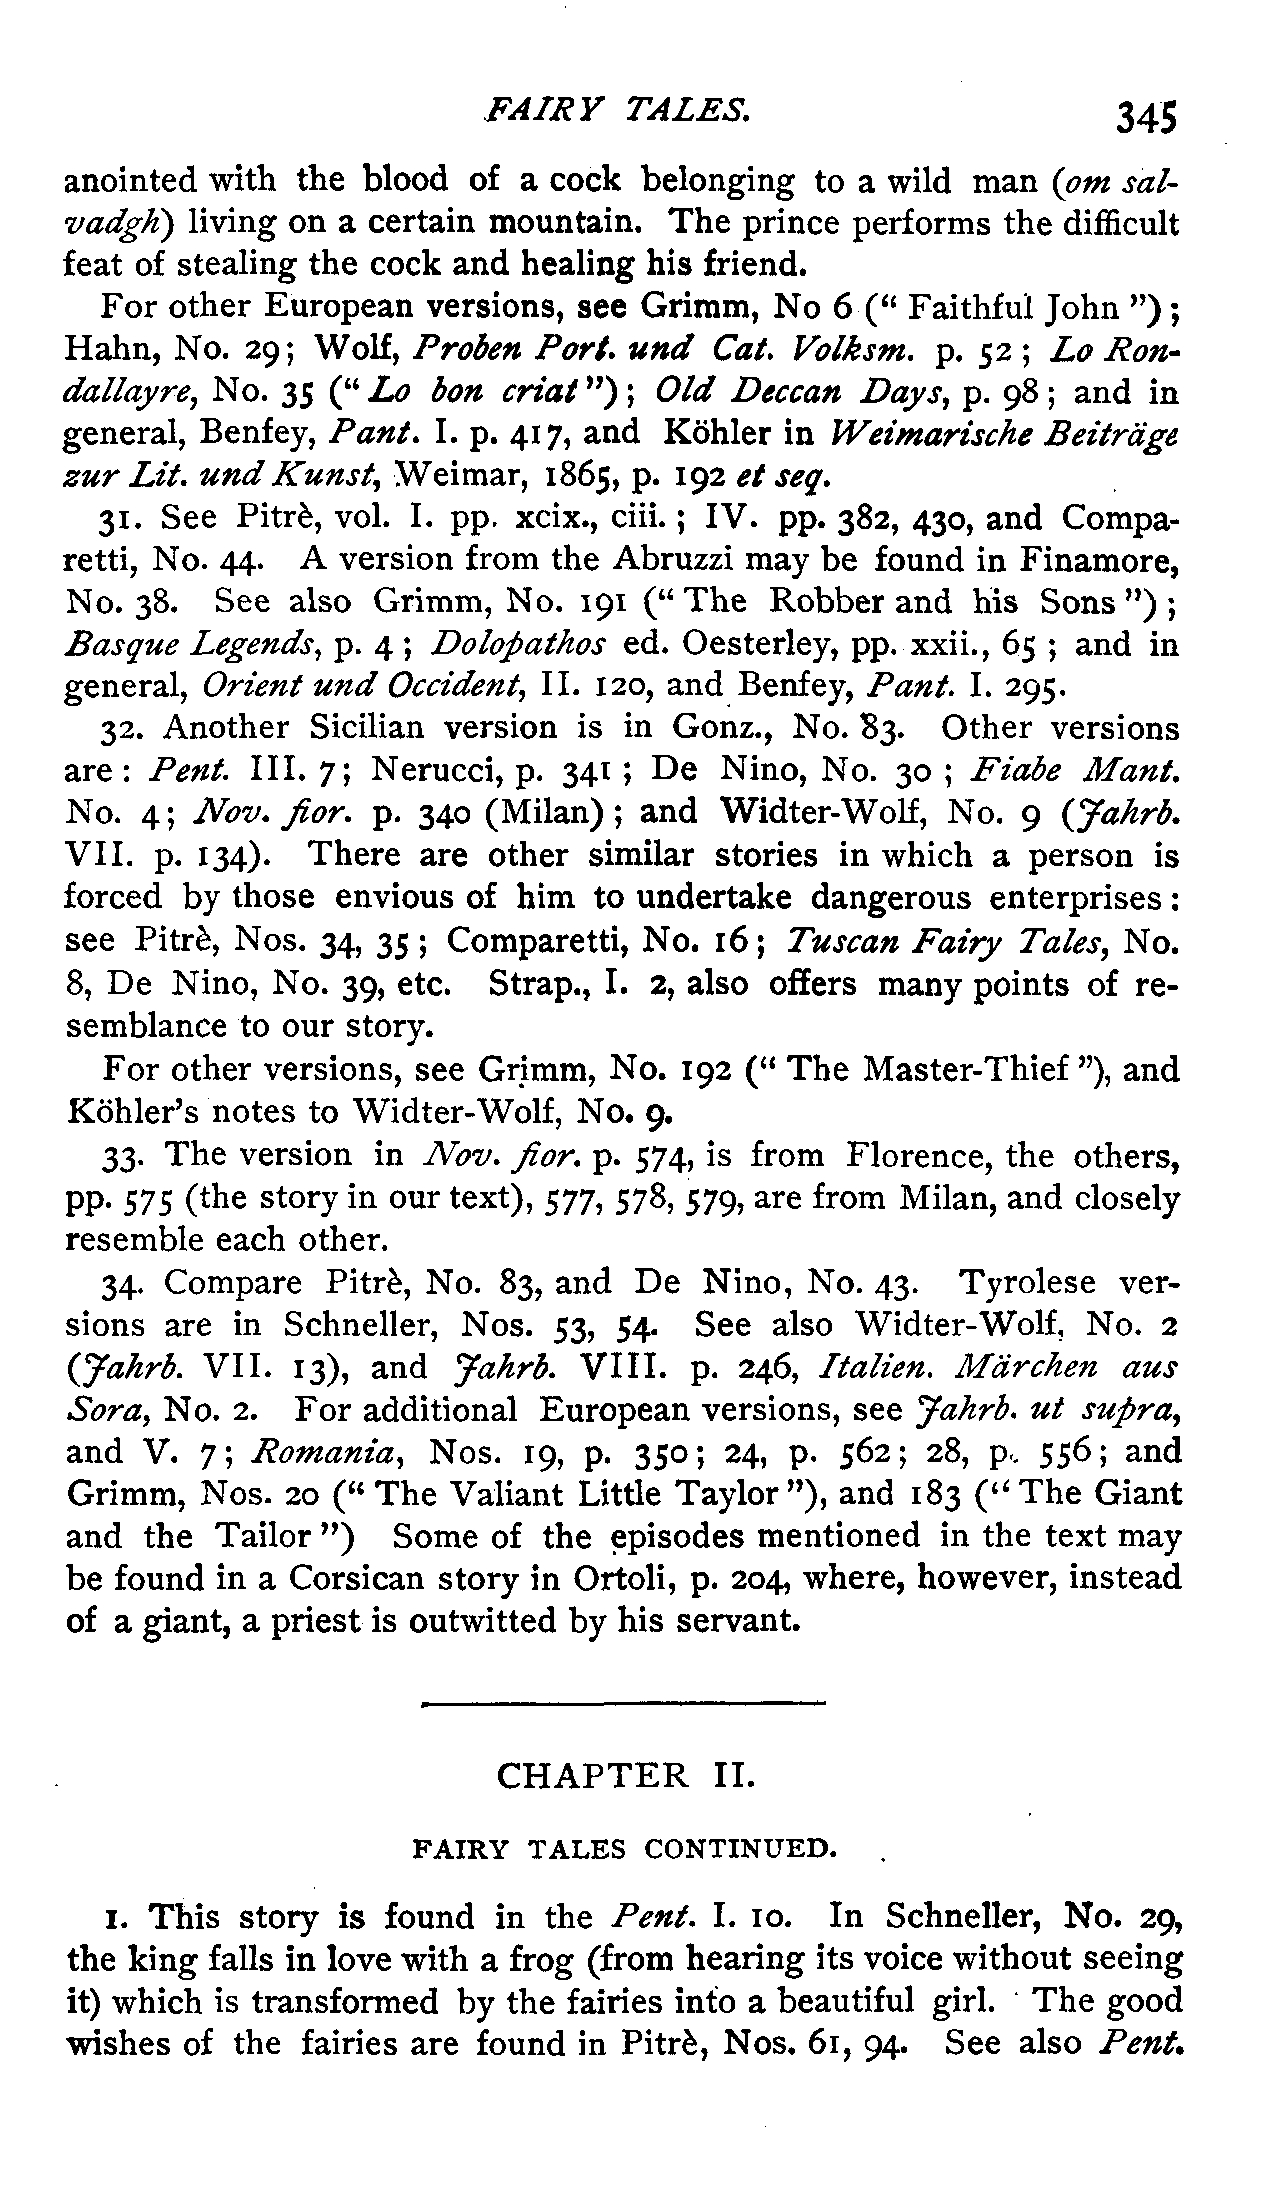 FAIRY TALES. 345
anointed with the blood of a cock belonging to a wild man (om sal-
vadgh) living on a certain mountain. The prince performs the difficult
feat of stealing the cock and healing his friend.
For other European versions, see Grimm, No 6 (“ Faithful John ”) ;
Hahn, No. 29; Wolf, Proben Port. und Cat. Volksm. p. 52 ; Lo Ron-
dallayre, No. 35 (“ Lo bon criat ”) ; Old Deccan Days, p. 98 ; and in
general, Benfey, Pant. I. p. 417, and Köhler in Weimarische Beiträge
zur Lit. und Kunst, Weimar, 1865, p. 192 et seq.
31. See Pitrè, vol. I. pp. xcix., ciii. ; IV. pp. 382, 430, and Compa-
retti, No. 44. A version from the Abruzzi may be found in Finamore,
No. 38. See also Grimm, No. 191 (“ The Robber and his Sons ”) ;
Basque Legends, p. 4 ; Dolopathos ed. Oesterley, pp. xxii., 65 ; and in
general, Orient und Occident, II. 120, and Benfey, Pant. I. 295.
32. Another Sicilian version is in Gonz., No. 83. Other versions
are : Pent. III. 7; Nerucci, p. 341 ; De Nino, No. 30 ; Fiabe Mant.
No. 4; Nov. fior. p. 340 (Milan) ; and Widter-Wolf, No. 9 (Jahrb.
VII. p. 134). There are other similar stories in which a person is
forced by those envious of him to undertake dangerous enterprises :
see Pitrè, Nos. 34, 35 ; Comparetti, No. 16 ; Tuscan Fairy Tales, No.
8, De Nino, No. 39, etc. Strap., I. 2, also offers many points of re-
semblance to our story.
For other versions, see Grimm, No. 192 (“ The Master-Thief ”), and
Köhler’s notes to Widter-Wolf, No. 9.
33. The version in Nov. fior. p. 574, is from Florence, the others,
pp. 575 (the story in our text), 577, 578, 579, are from Milan, and closely
resemble each other.
34. Compare Pitrè, No. 83, and De Nino, No. 43. Tyrolese ver-
sions are in Schneller, Nos. 53, 54. See also Widter-Wolf, No. 2
(Jahrb. VII. 13), and Jahrb. VIII. p. 246, Italien. Märchen aus
Sora, No. 2. For additional European versions, see Jahrb. ut supra,
and V. 7 ; Romania, Nos. 19, p. 350; 24, p. 562; 28, p. 556; and
Grimm, Nos. 20 (“ The Valiant Little Taylor ”), and 183 (“ The Giant
and the Tailor ”) Some of the episodes mentioned in the text may
be found in a Corsican story in Ortoli, p. 204, where, however, instead
of a giant, a priest is outwitted by his servant.
CHAPTER II.
FAIRY TALES CONTINUED.
1. This story is found in the Pent. I. 10. In Schneller, No. 29,
the king falls in love with a frog (from hearing its voice without seeing
it) which is transformed by the fairies into a beautiful girl. The good
wishes of the fairies are found in Pitrè, Nos. 61, 94. See also Pent.